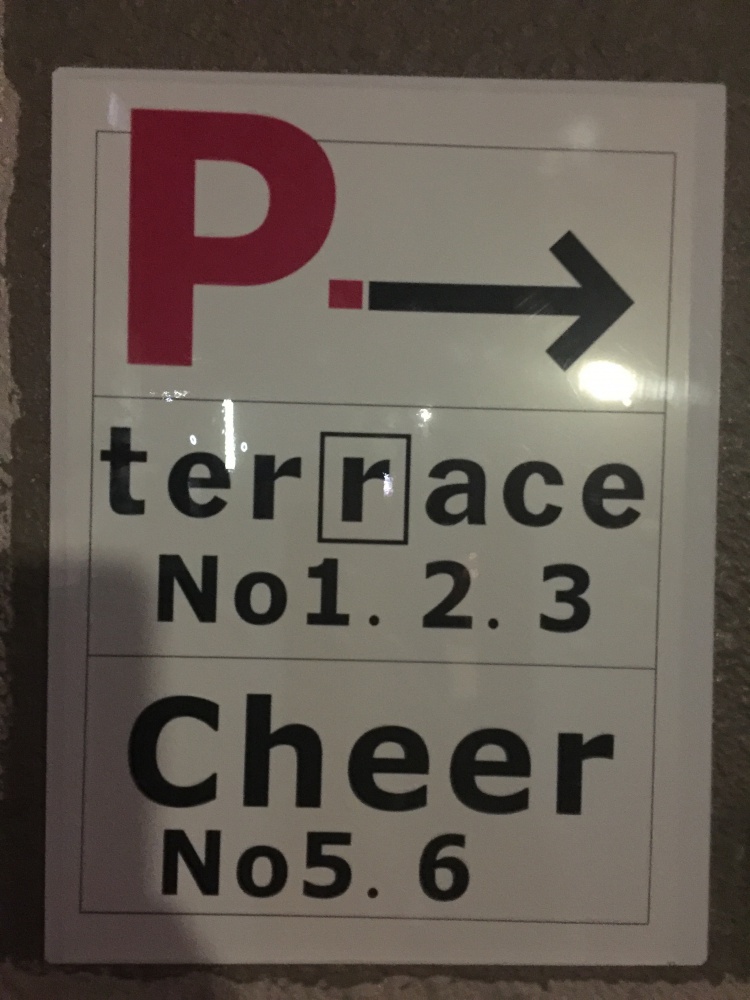 P
terrace
No1. 2. 3
Cheer
No5. 6